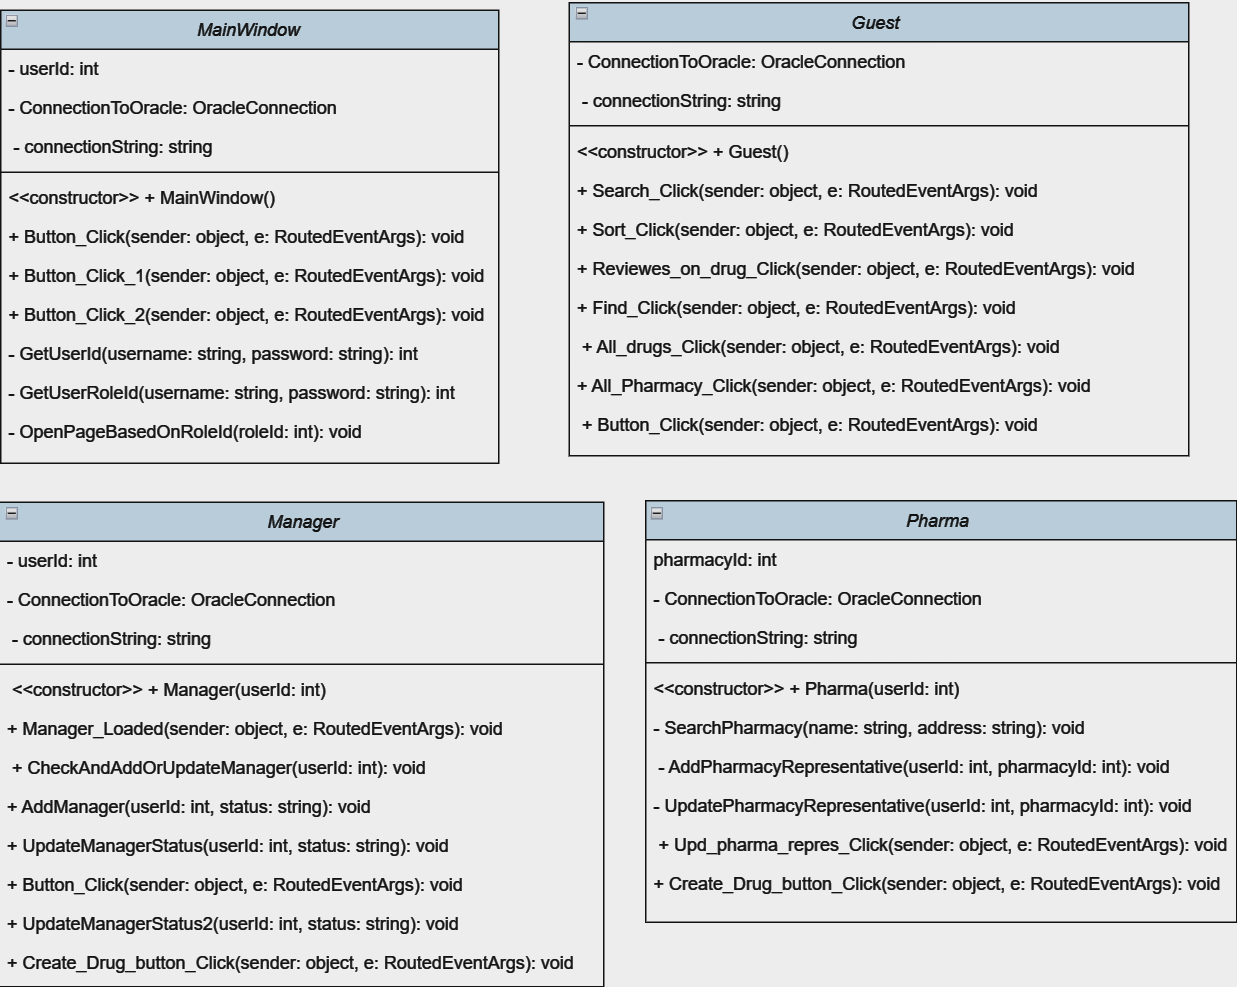 MainWindow
- userId: int
- ConnectionToOracle: OracleConnection
- connectionString: string
<<constructor>> + MainWindow()
+ Button_Click(sender: object, e: RoutedEventArgs): void
+ Button_Click_1(sender: object, e: RoutedEventArgs): void
+ Button_Click_2(sender: object, e: RoutedEventArgs): void
- GetUserId(username: string, password: string): int
- GetUserRoleId(username: string, password: string): int
- OpenPageBasedOnRoleId(roleId: int): void
Guest
- ConnectionToOracle: OracleConnection
- connectionString: string
<<constructor>> + Guest()
+ Search_Click(sender: object, e: RoutedEventArgs): void
+ Sort_Click(sender: object, e: RoutedEventArgs): void
+ Reviewes_on_drug_Click(sender: object, e: RoutedEventArgs): void
+ Find_Click(sender: object, e: RoutedEventArgs): void
+ All_drugs_Click(sender: object, e: RoutedEventArgs): void
+ All_Pharmacy_Click(sender: object, e: RoutedEventArgs): void
+ Button_Click(sender: object, e: RoutedEventArgs): void
Manager
- userId: int
- ConnectionToOracle: OracleConnection
- connectionString: string
<<constructor>> + Manager(userId: int)
+ Manager_Loaded(sender: object, e: RoutedEventArgs): void
+ CheckAndAddOrUpdateManager(userId: int): void
+ AddManager(userId: int, status: string): void
+ UpdateManagerStatus(userId: int, status: string): void
+ Button_Click(sender: object, e: RoutedEventArgs): void
+ UpdateManagerStatus2(userId: int, status: string): void
+ Create_Drug_button_Click(sender: object, e: RoutedEventArgs): void
Pharma
pharmacyId: int
- ConnectionToOracle: OracleConnection
- connectionString: string
<<constructor>> + Pharma(userId: int)
- SearchPharmacy(name: string, address: string): void
- AddPharmacyRepresentative(userId: int, pharmacyId: int): void
- UpdatePharmacyRepresentative(userId: int, pharmacyId: int): void
+ Upd_pharma_repres_Click(sender: object, e: RoutedEventArgs): void
+ Create_Drug_button_Click(sender: object, e: RoutedEventArgs): void